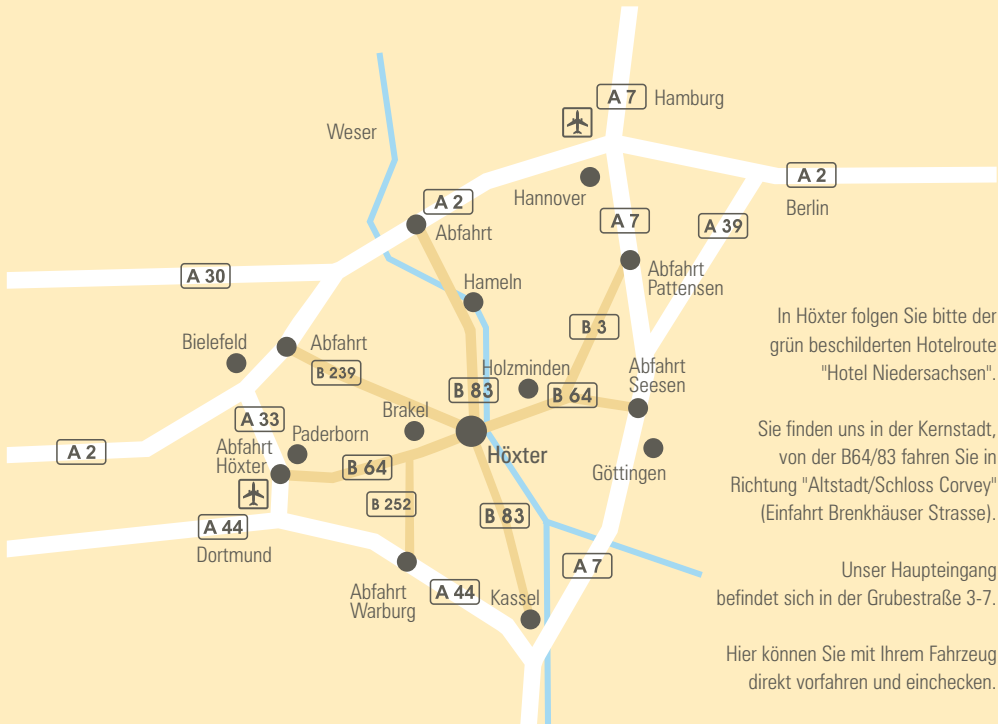 A 7 Hamburg
Weser
A 2
Hannover
A 2
Berlin
A 7
A 39
Abfahrt
Abfahrt
Pattensen
A 30
Hameln
In Höxter folgen Sie bitte der
grün beschilderten Hotelroute
"Hotel Niedersachsen".
B 3
Bielefeld
Abfahrt
B 239
Holzminden
Abfahrt
Seesen
B 83
B 64
Brakel
A 33
Paderborn
Abfahrt
Höxter
A 2
B 64
Höxter
Göttingen
Sie finden uns in der Kernstadt,
von der B64/83 fahren Sie in
Richtung "Altstadt/Schloss Corvey"
(Einfahrt Brenkhäuser Strasse).
B 252
B 83
A 44
Dortmund
A 7
Abfahrt
Warburg
A 44
Kassel
Unser Haupteingang
befindet sich in der Grubestraße 3-7.
Hier können Sie mit Ihrem Fahrzeug
direkt vorfahren und einchecken.